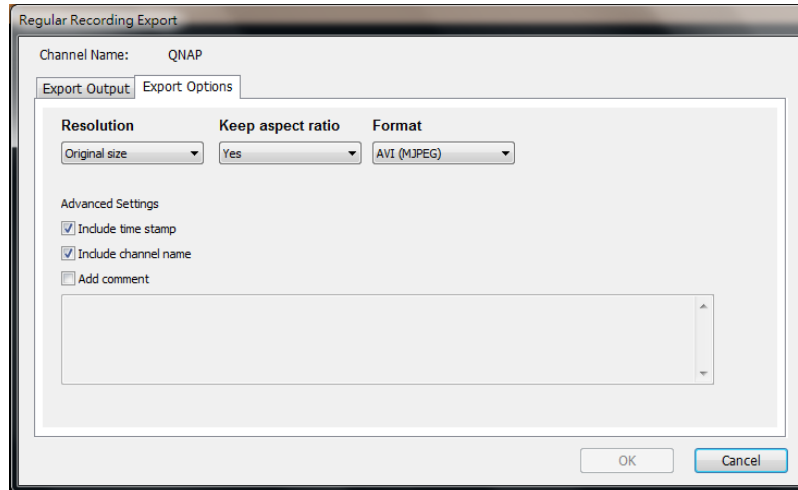 Regular Recording Export
Channel Name: QNAP
Export Output Export Options
Resolution Keep aspect ratio Format
Original size Yes AVI (MJPEG)
Advanced Settings
Include time stamp
Include channel name
Add comment
OK Cancel